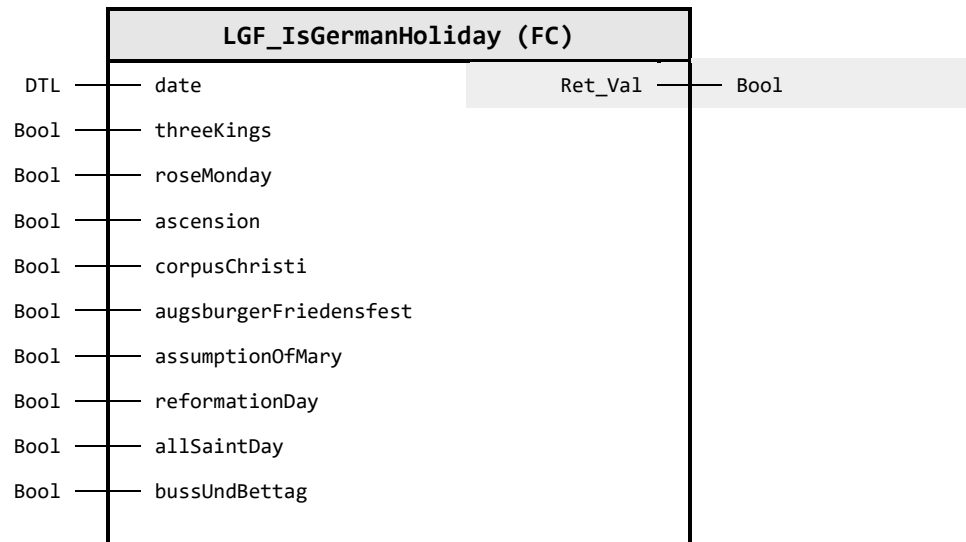 LGF_IsGermanHoliday (FC)
DTL date Ret_Val Bool
Bool threeKings
Bool roseMonday
Bool ascension
Bool corpusChristi
Bool augsburgerFriedensfest
Bool assumptionOfMary
Bool reformationDay
Bool allSaintDay
Bool bussUndBettag